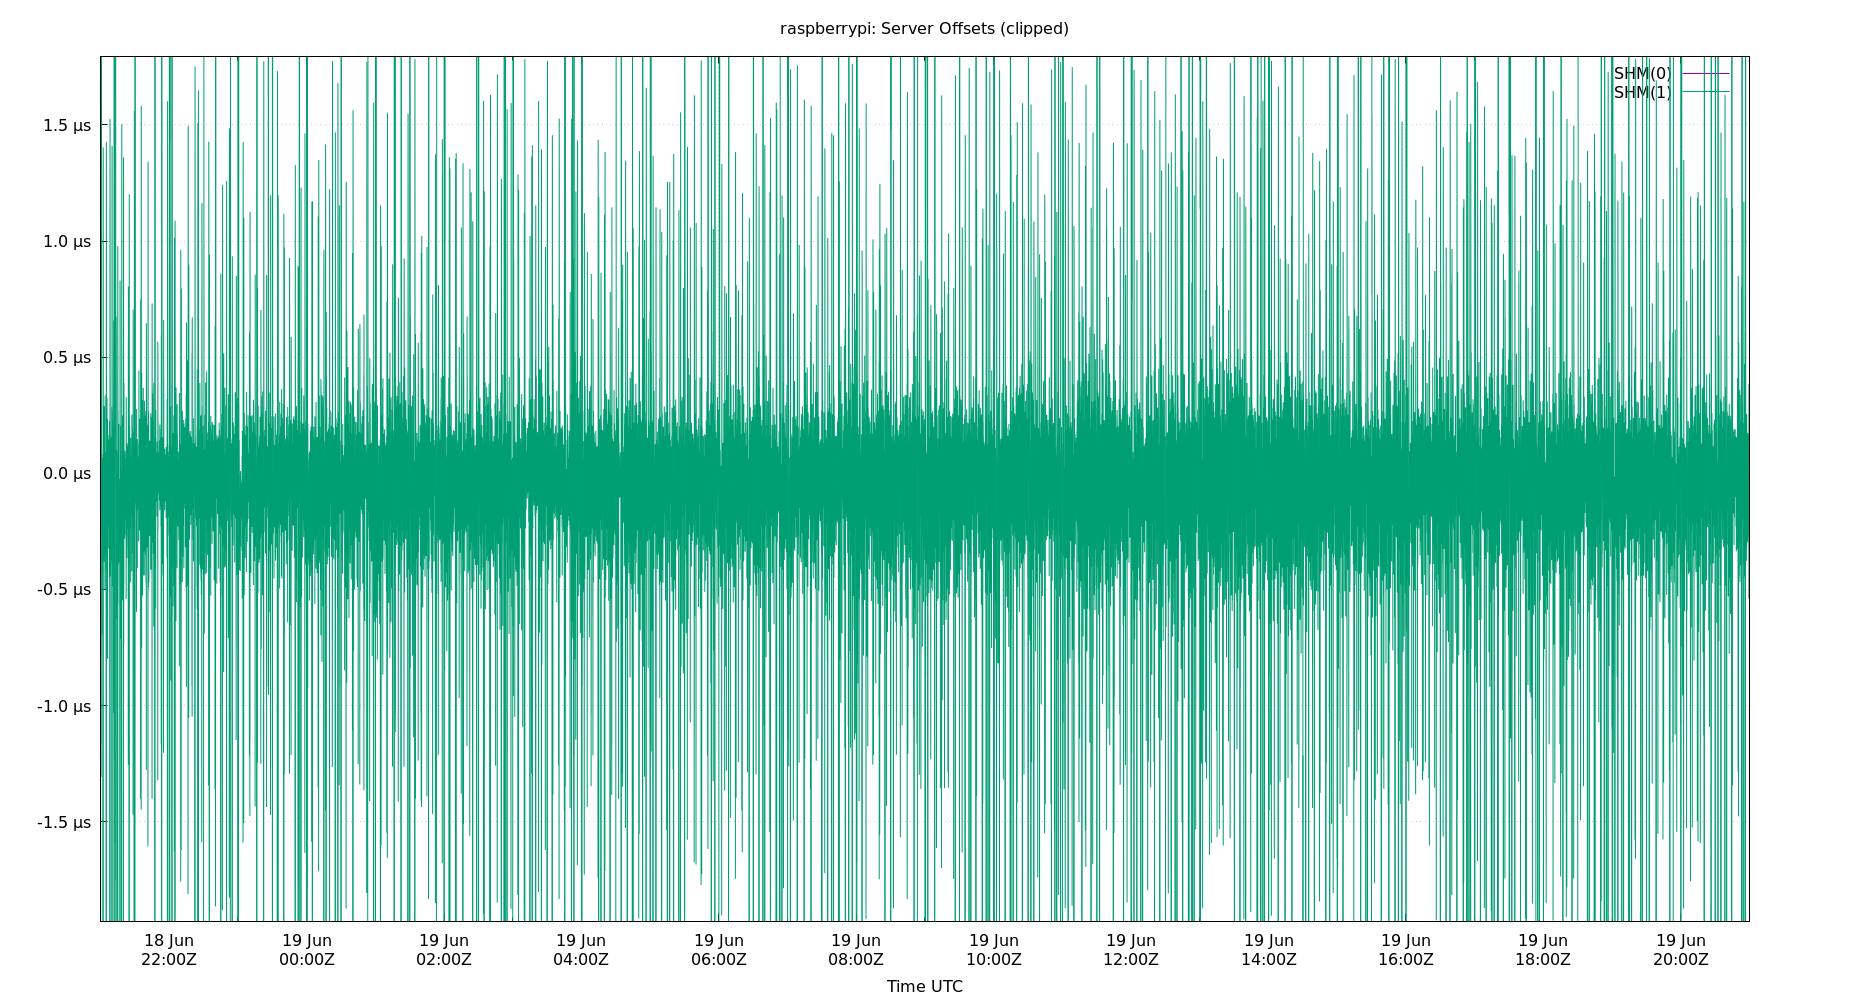 raspberrypi: Server Offsets (clipped)
SHM(0)
SHM(1)
1.5 µs
1.0 µs
0.5 µs
0.0 µs
-0.5 µs
-1.0 µs
-1.5 µs
18 Jun 19 Jun 19 Jun 19 Jun 19 Jun 19 Jun 19 Jun 19 Jun 19 Jun 19 Jun 19 Jun 19 Jun
22:00Z 00:00Z 02:00Z 04:00Z 06:00Z 08:00Z 10:00Z 12:00Z 14:00Z 16:00Z 18:00Z 20:00Z
Time UTC